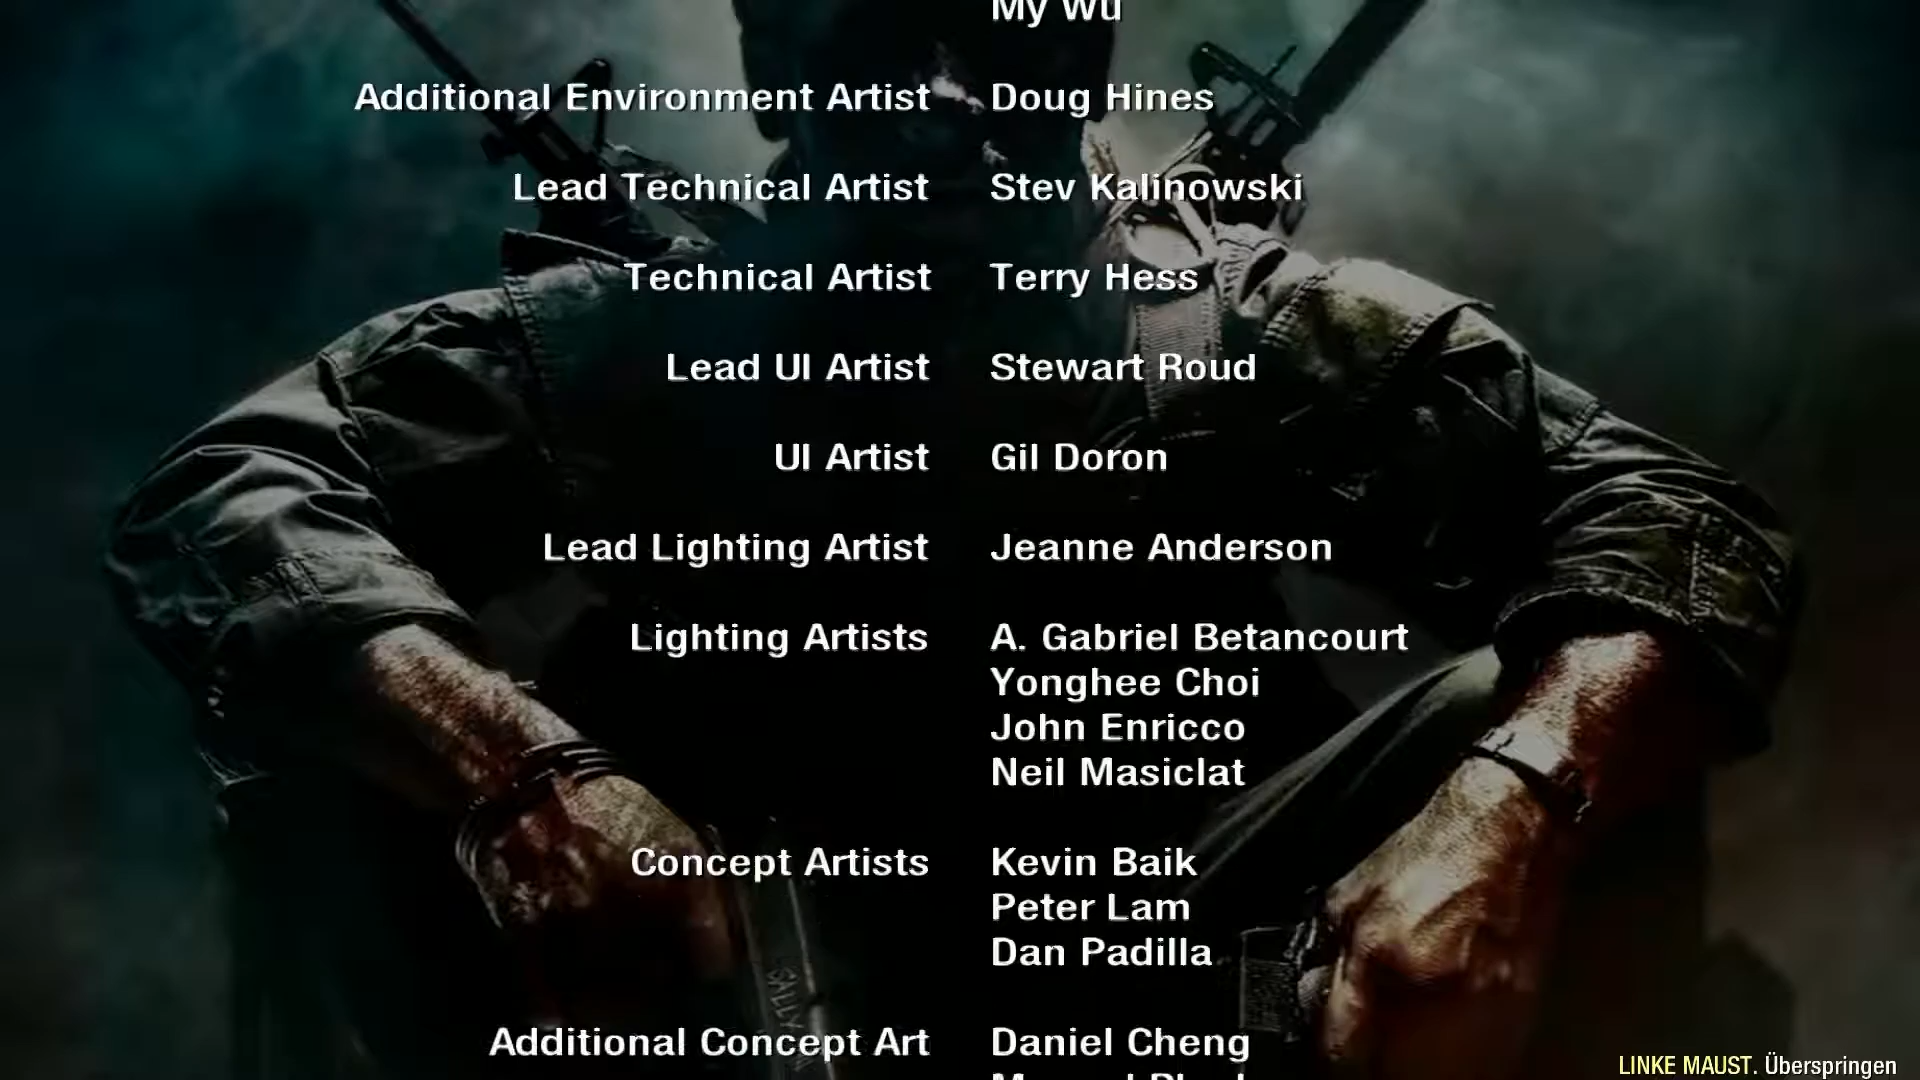 My Wu
Additional Environment Artist Doug Hines
Lead Technical Artist Stev Kalinowski
Technical Artist Terry Hess
Lead UI Artist Stewart Roud
UI Artist Gil Doron
Lead Lighting Artist Jeanne Anderson
Lighting Artists A. Gabriel Betancourt
Yonghee Choi
John Enricco
Neil Masiclat
Concept Artists Kevin Baik
Peter Lam
Dan Padilla
SALLY
Additional Concept Art Daniel Cheng
LINKE MAUST. Überspringen